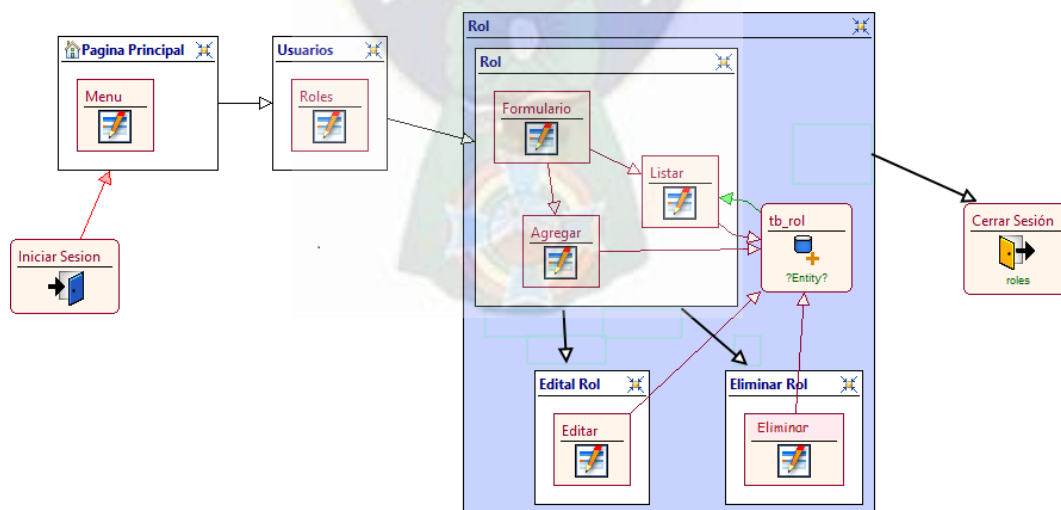 Rol
Pagina Principal
Usuarios
Rol
Menu
Roles
Formulario
Listar
Agregar
tb_rol
?Entity?
Iniciar Sesion
Cerrar Sesión
roles
Edital Rol
Eliminar Rol
Editar
Eliminar